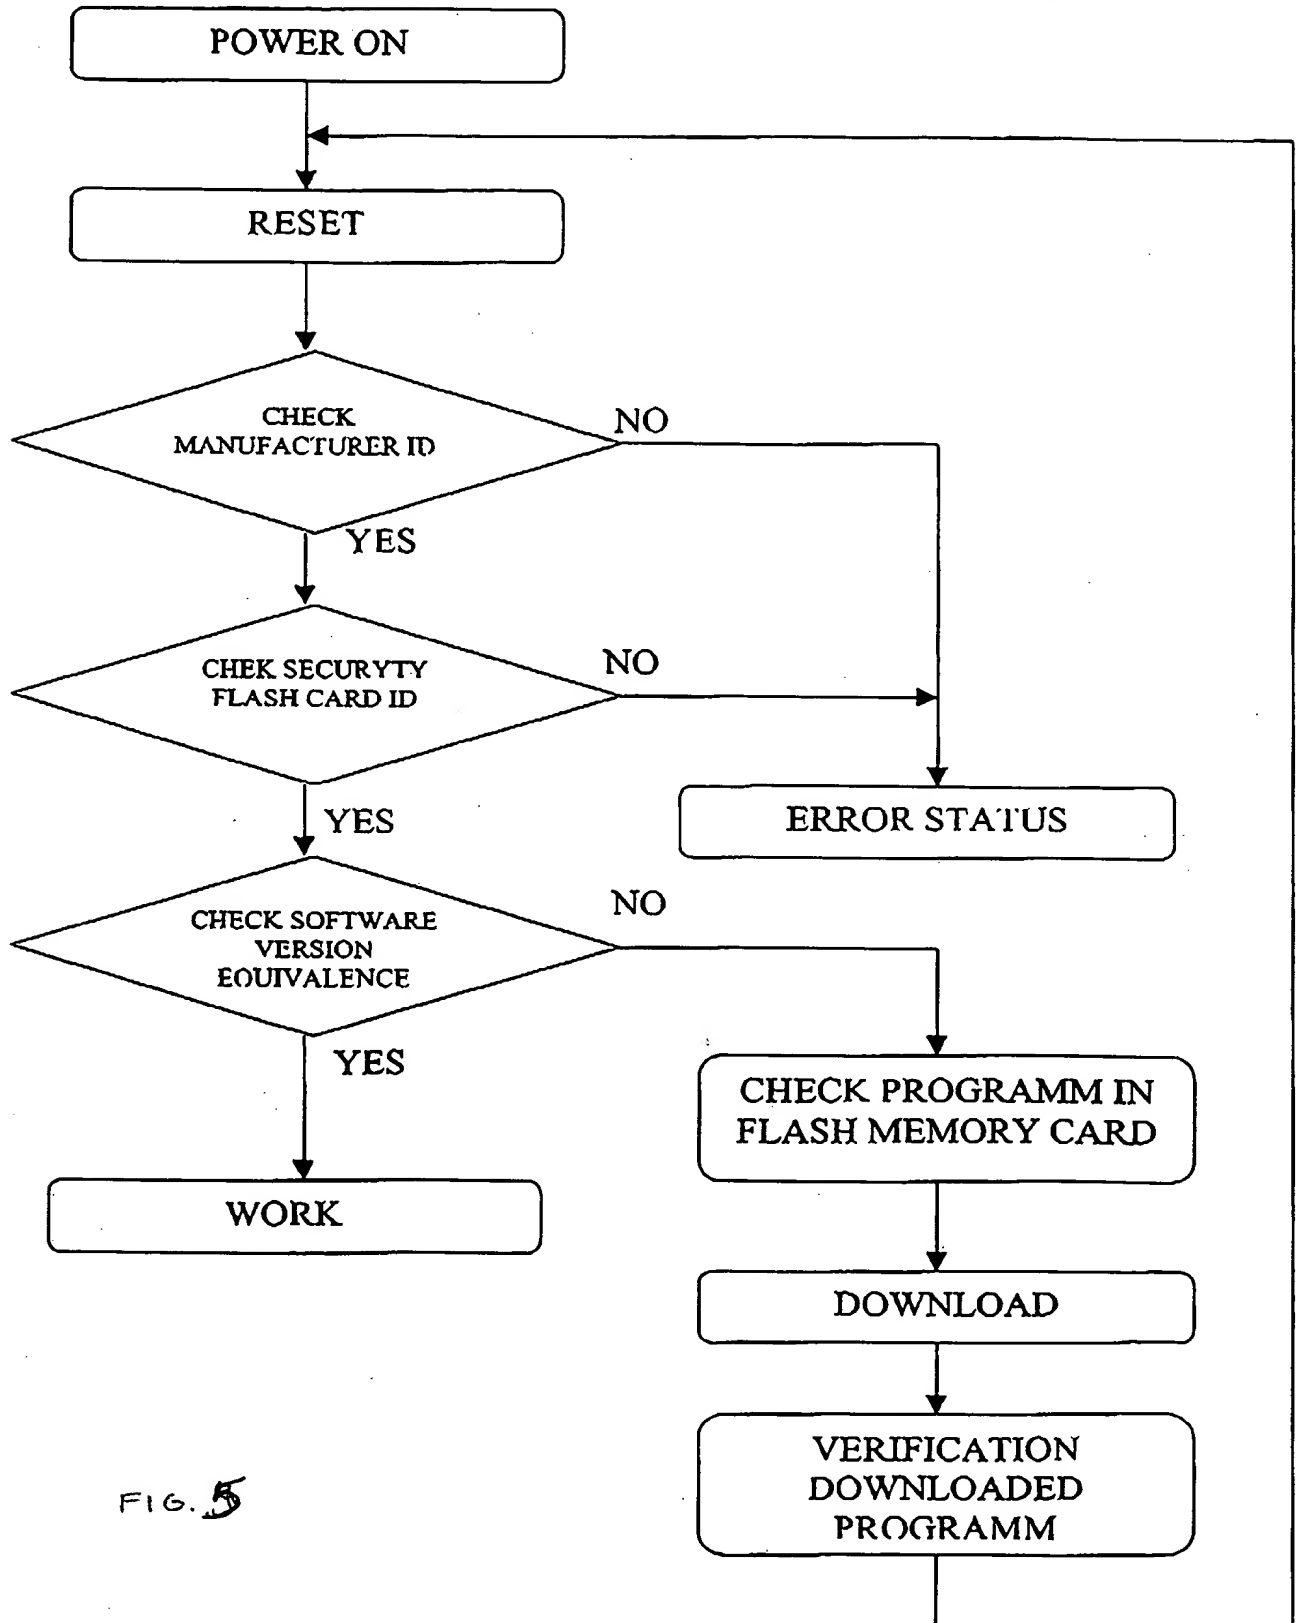 POWER ON
RESET
CHECK
MANUFACTURER ID
NO
YES
CHEK SECURYTY
FLASH CARD ID
NO
YES
ERROR STATUS
CHECK SOFTWARE
VERSION
EQUIVALENCE
NO
YES
CHECK PROGRAMM IN
FLASH MEMORY CARD
WORK
DOWNLOAD
VERIFICATION
DOWNLOADED
PROGRAMM
FIG. 5